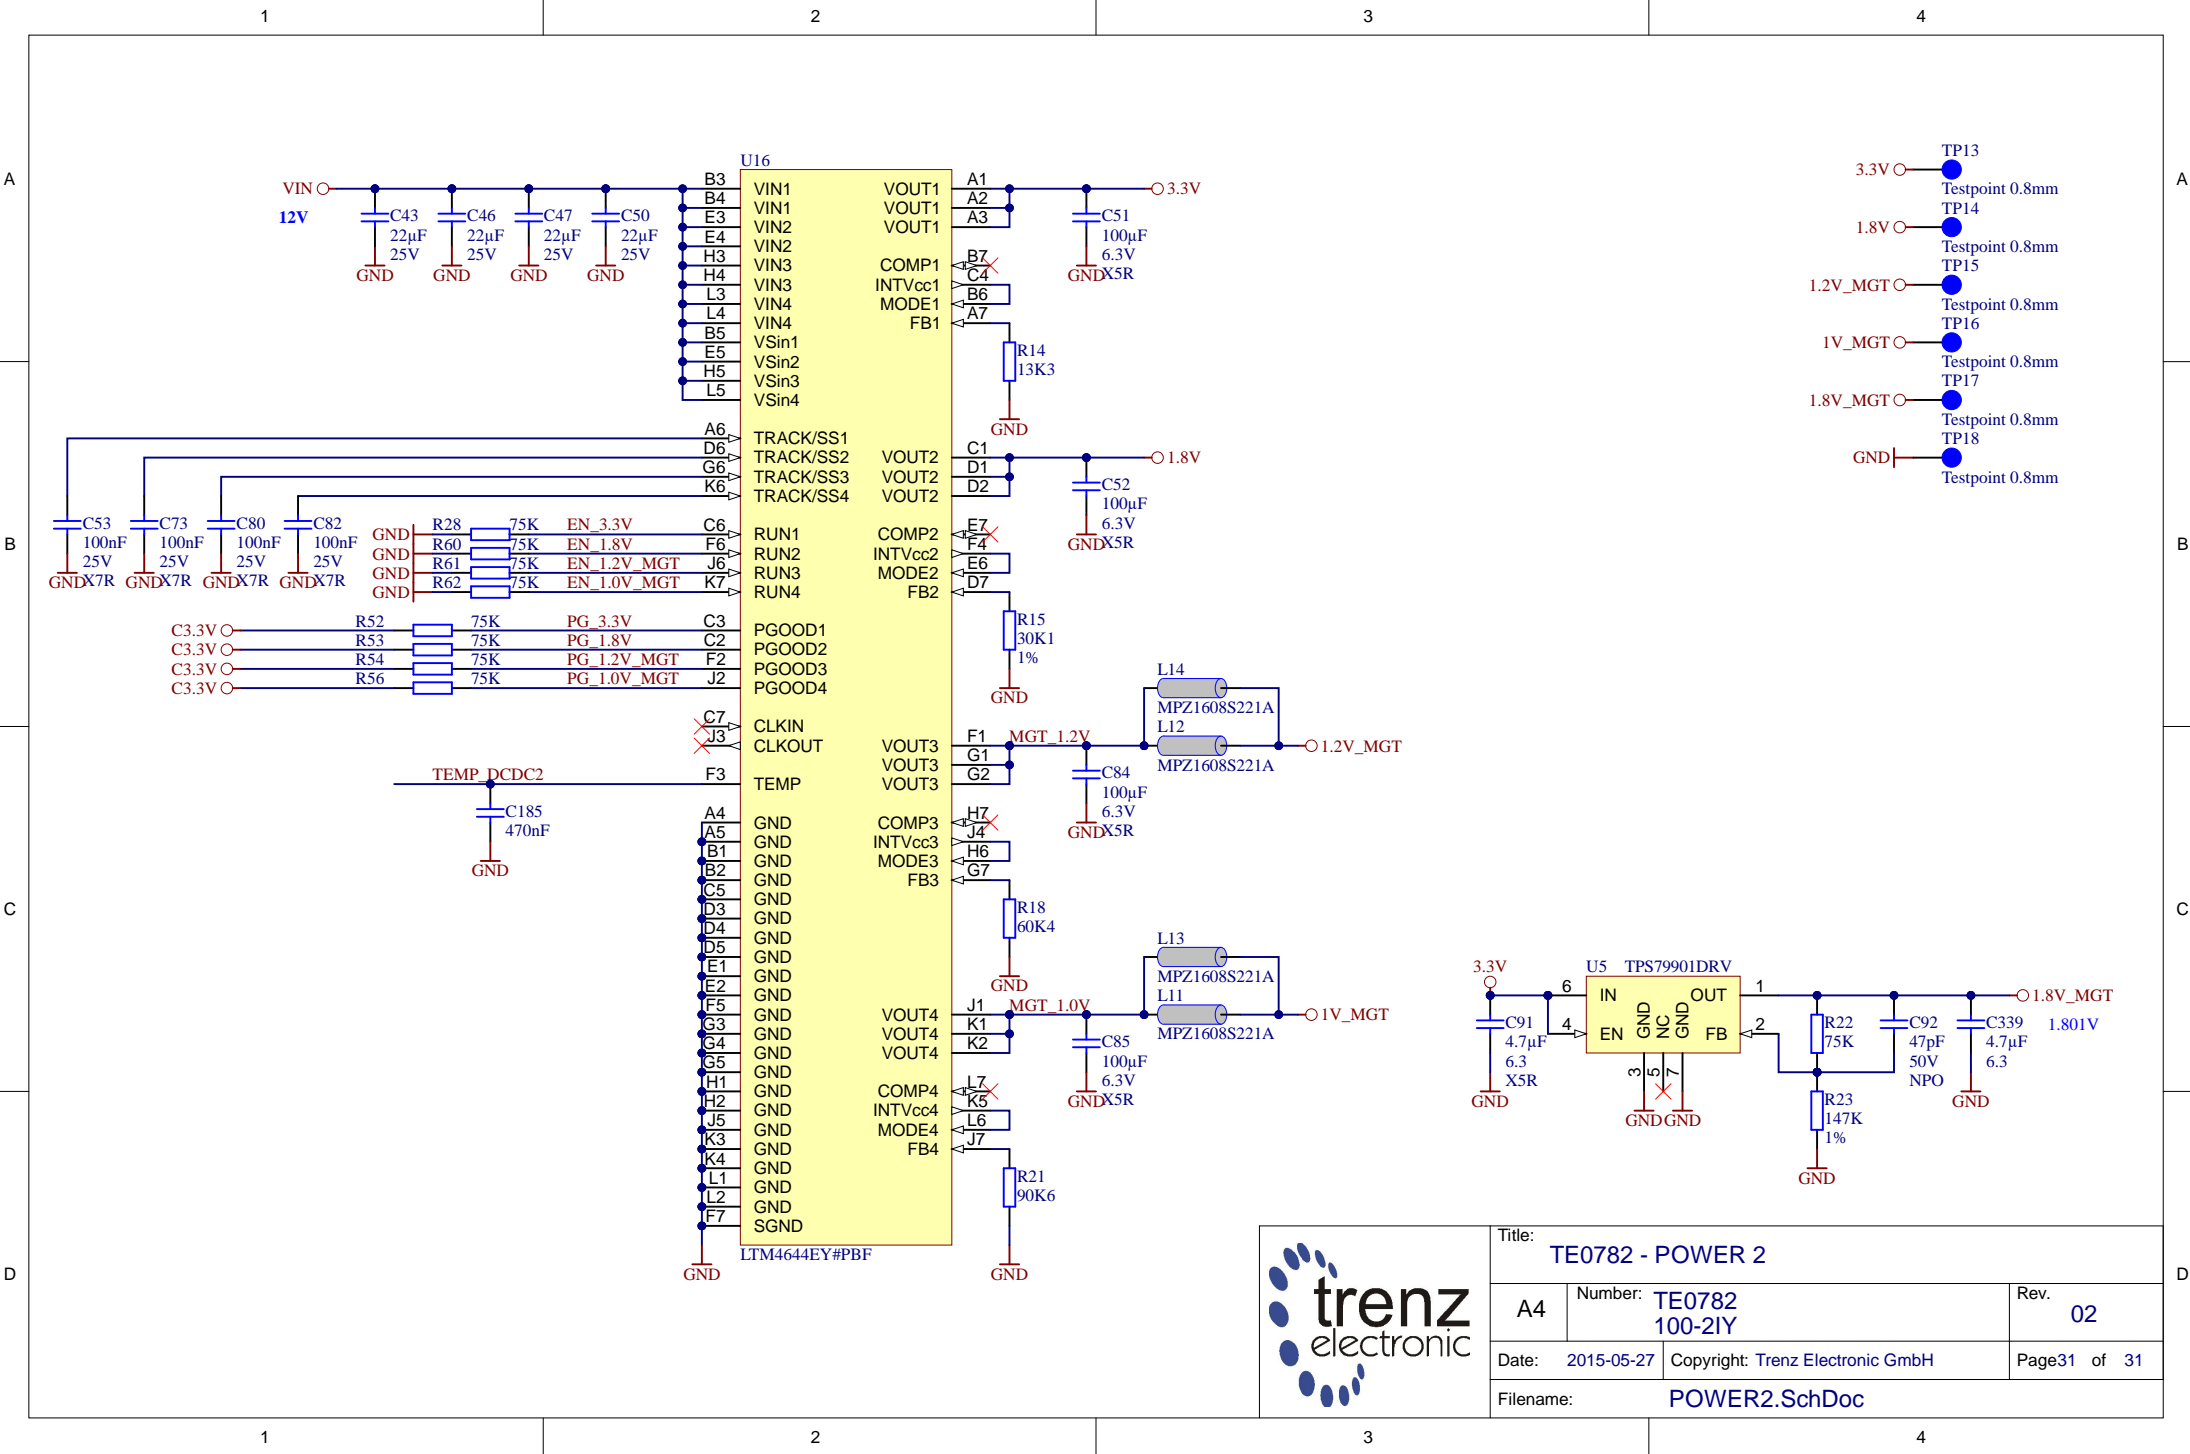 1 2 3 4
A A
B B
C C
D D
U16
VIN
12V
C43 22µF 25V GND
C46 22µF 25V GND
C47 22µF 25V GND
C50 22µF 25V GND
B3 VIN1
B4 VIN1
E3 VIN2
E4 VIN2
H3 VIN3
H4 VIN3
L3 VIN4
L4 VIN4
B5 VSin1
E5 VSin2
H5 VSin3
L5 VSin4
A6 TRACK/SS1
D6 TRACK/SS2
G6 TRACK/SS3
K6 TRACK/SS4
C53 100nF 25V X7R GND
C73 100nF 25V X7R GND
C80 100nF 25V X7R GND
C82 100nF 25V X7R GND
GND R28 75K EN_3.3V C6 RUN1
GND R60 75K EN_1.8V F6 RUN2
GND R61 75K EN_1.2V_MGT J6 RUN3
GND R62 75K EN_1.0V_MGT K7 RUN4
C3.3V R52 75K PG_3.3V C3 PGOOD1
C3.3V R53 75K PG_1.8V C2 PGOOD2
C3.3V R54 75K PG_1.2V_MGT F2 PGOOD3
C3.3V R56 75K PG_1.0V_MGT J2 PGOOD4
C7 CLKIN
J3 CLKOUT
TEMP_DCDC2 F3 TEMP
C185 470nF GND
A4 GND
A5 GND
B1 GND
B2 GND
C5 GND
D3 GND
D4 GND
D5 GND
E1 GND
E2 GND
F5 GND
G3 GND
G4 GND
G5 GND
H1 GND
H2 GND
J5 GND
K3 GND
K4 GND
L1 GND
L2 GND
F7 SGND
GND
LTM4644EY#PBF
VOUT1 A1 3.3V
VOUT1 A2
VOUT1 A3
C51 100µF 6.3V X5R GND
COMP1 B7
INTVcc1 C4
MODE1 B6
FB1 A7
R14 13K3 GND
VOUT2 C1 1.8V
VOUT2 D1
VOUT2 D2
C52 100µF 6.3V X5R GND
COMP2 E7
INTVcc2 F4
MODE2 E6
FB2 D7
R15 30K1 1% GND
VOUT3 F1 MGT_1.2V
VOUT3 G1
VOUT3 G2
C84 100µF 6.3V X5R GND
L14 MPZ1608S221A
L12 MPZ1608S221A
1.2V_MGT
COMP3 H7
INTVcc3 J4
MODE3 H6
FB3 G7
R18 60K4 GND
VOUT4 J1 MGT_1.0V
VOUT4 K1
VOUT4 K2
C85 100µF 6.3V X5R GND
L13 MPZ1608S221A
L11 MPZ1608S221A
1V_MGT
COMP4 L7
INTVcc4 K5
MODE4 L6
FB4 J7
R21 90K6 GND
3.3V TP13 Testpoint 0.8mm
1.8V TP14 Testpoint 0.8mm
1.2V_MGT TP15 Testpoint 0.8mm
1V_MGT TP16 Testpoint 0.8mm
1.8V_MGT TP17 Testpoint 0.8mm
GND TP18 Testpoint 0.8mm
3.3V
C91 4.7µF 6.3 X5R GND
U5 TPS79901DRV
6 IN OUT 1
4 EN FB 2
GND NC GND
3 5 7
GND GND
R22 75K
C92 47pF 50V NPO
C339 4.7µF 6.3 GND
R23 147K 1% GND
1.8V_MGT
1.801V
trenz
electronic
Title:
TE0782 - POWER 2
A4 Number: TE0782
100-2IY
Rev.
02
Date: 2015-05-27 Copyright: Trenz Electronic GmbH Page31 of 31
Filename: POWER2.SchDoc
1 2 3 4